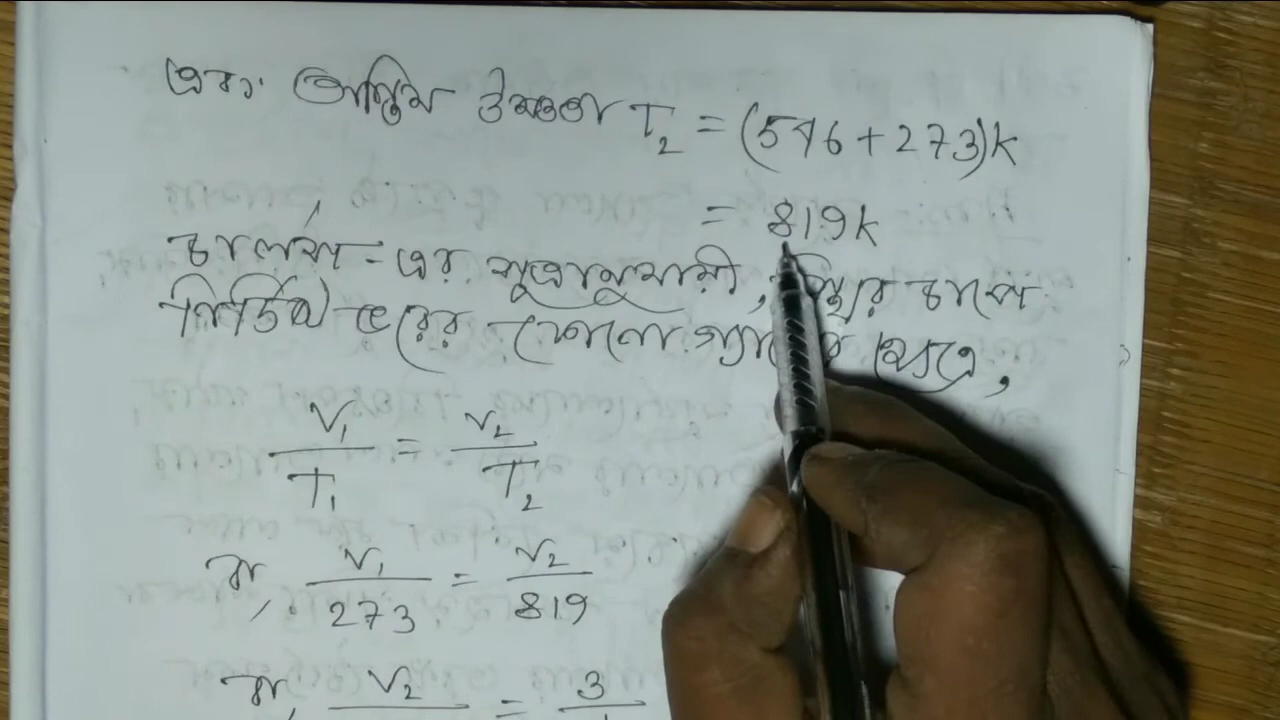 এবং অন্তিম উষ্ণতা T₂ = (546 + 273)k
= 819k
চার্লস-এর সূত্রানুযায়ী, স্থির চাপে
নির্দিষ্ট ভরের কোনো গ্যাসের ক্ষেত্রে,
V₁/T₁ = V₂/T₂
বা, V₁/273 = V₂/819
বা, V₂ = 3